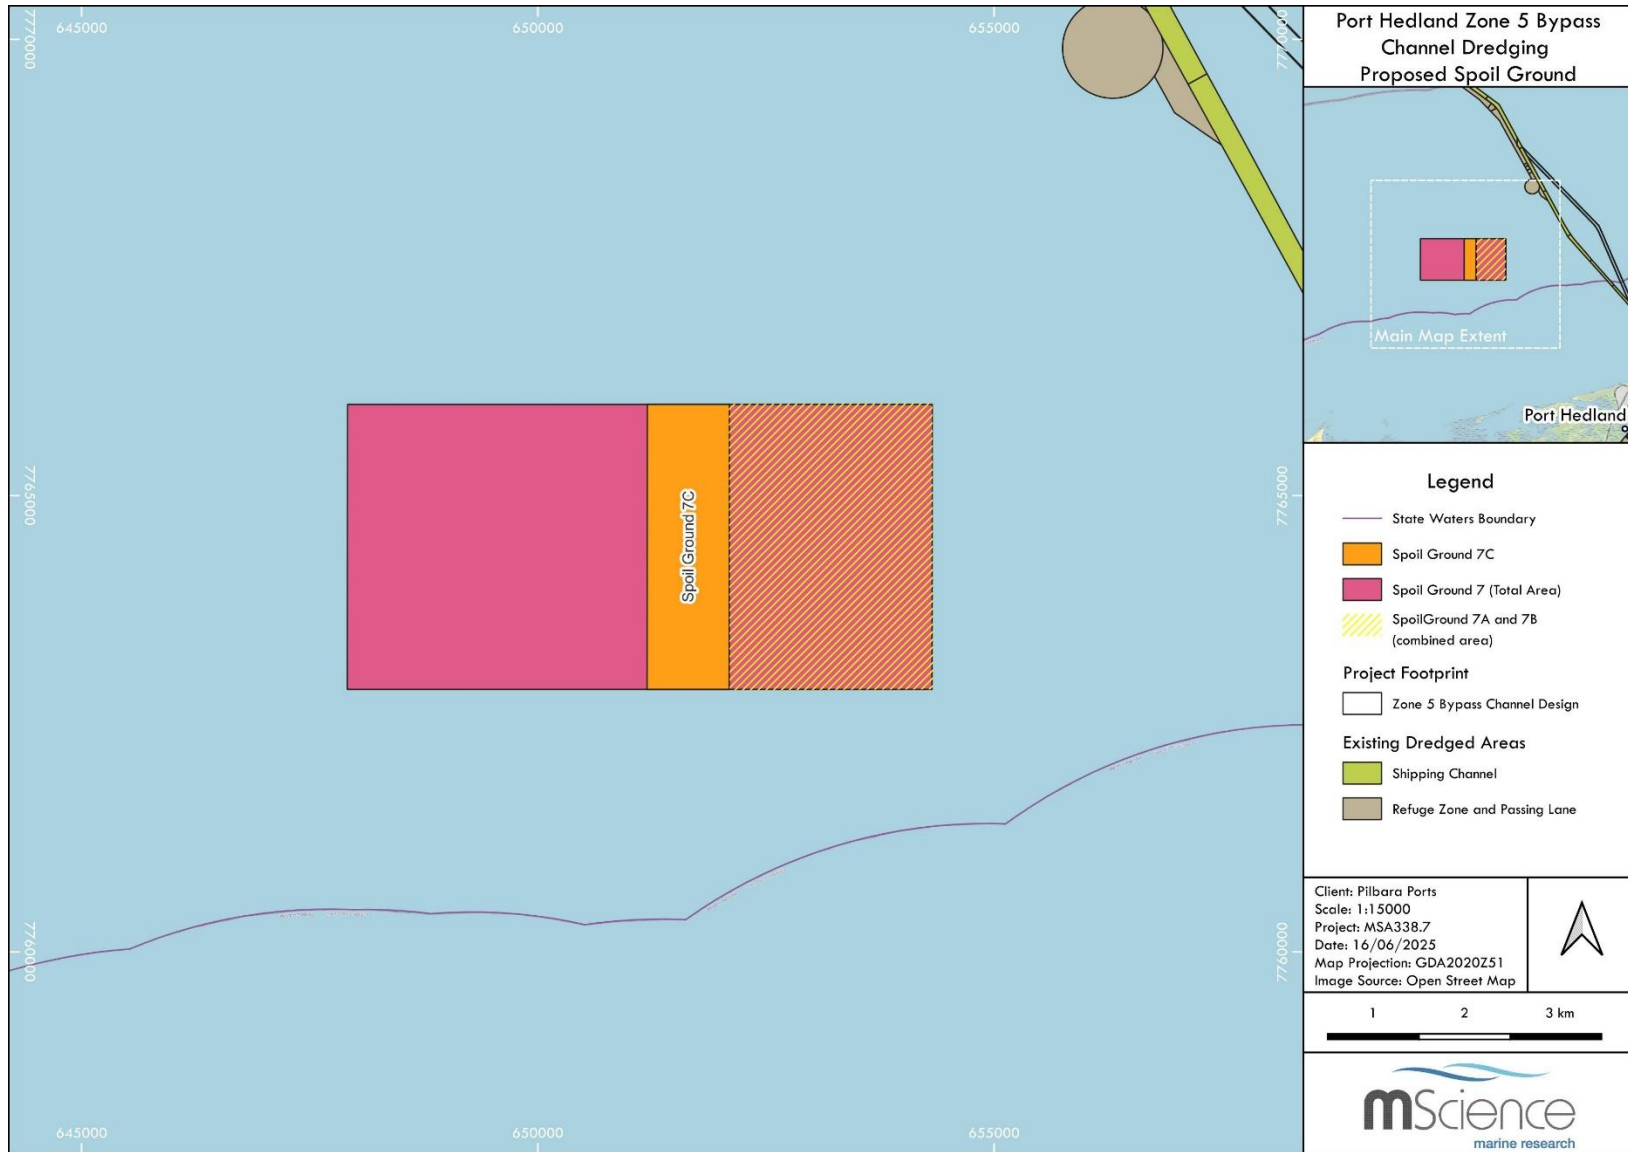 645000
650000
655000
7770000
7770000
7765000
7765000
Spoil Ground 7C
7760000
7760000
645000
650000
655000
Port Hedland Zone 5 Bypass
Channel Dredging
Proposed Spoil Ground
Main Map Extent
Port Hedland
Legend
State Waters Boundary
Spoil Ground 7C
Spoil Ground 7 (Total Area)
SpoilGround 7A and 7B
(combined area)
Project Footprint
Zone 5 Bypass Channel Design
Existing Dredged Areas
Shipping Channel
Refuge Zone and Passing Lane
Client: Pilbara Ports
Scale: 1:15000
Project: MSA338.7
Date: 16/06/2025
Map Projection: GDA2020Z51
Image Source: Open Street Map
1 2 3 km
mScience
marine research